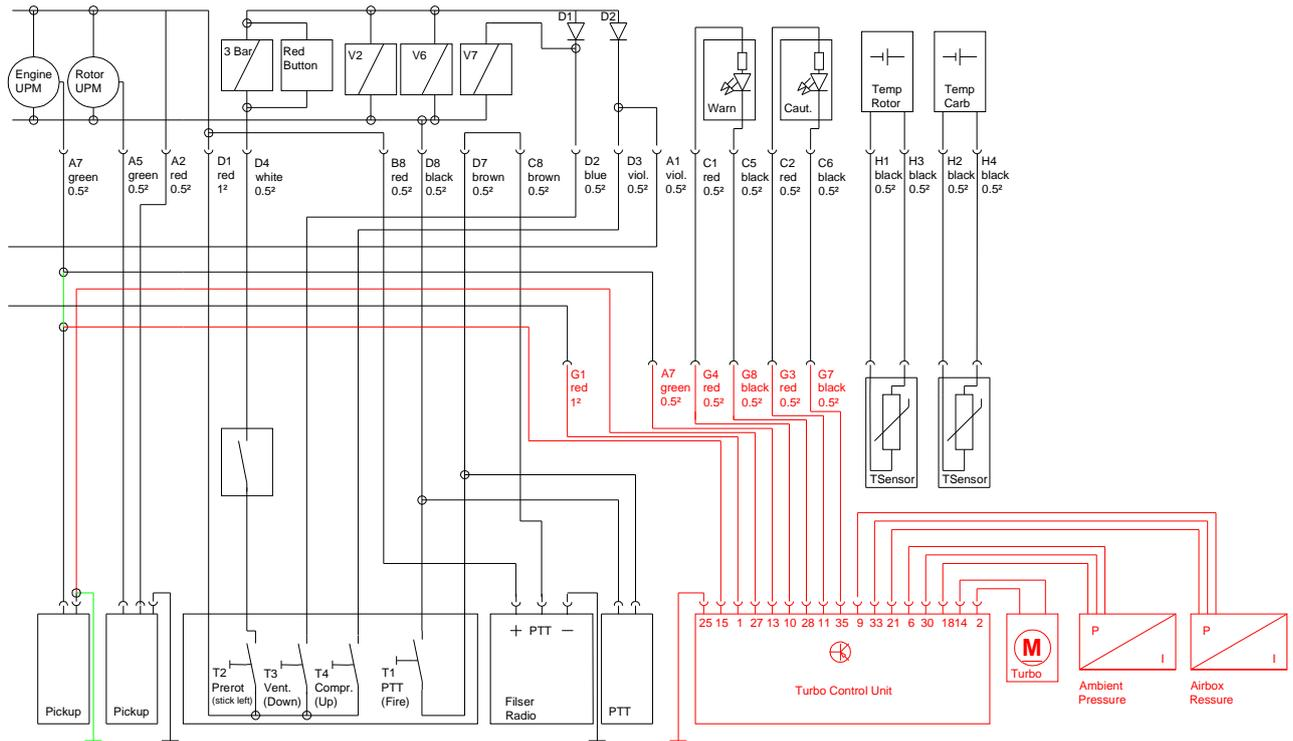 D1 D2
Engine
UPM
Rotor
UPM
3 Bar
Red
Button
V2
V6
V7
Warn
Caut.
Temp
Rotor
Temp
Carb
A7
green
0.5²
A5
green
0.5²
A2
red
0.5²
D1
red
1²
D4
white
0.5²
B8
red
0.5²
D8
black
0.5²
D7
brown
0.5²
C8
brown
0.5²
D2
blue
0.5²
D3
viol.
0.5²
A1
viol.
0.5²
C1
red
0.5²
C5
black
0.5²
C2
red
0.5²
C6
black
0.5²
H1
black
0.5²
H3
black
0.5²
H2
black
0.5²
H4
black
0.5²
G1
red
1²
A7
green
0.5²
G4
red
0.5²
G8
black
0.5²
G3
red
0.5²
G7
black
0.5²
TSensor
TSensor
Pickup
Pickup
T2
Prerot
(stick left)
T3
Vent.
(Down)
T4
Compr.
(Up)
T1
PTT
(Fire)
+ PTT −
Filser
Radio
PTT
25 15 1 27 13 10 28 11 35 9 33 21 6 30 18 14 2
Turbo Control Unit
M
Turbo
P
I
Ambient
Pressure
P
I
Airbox
Ressure